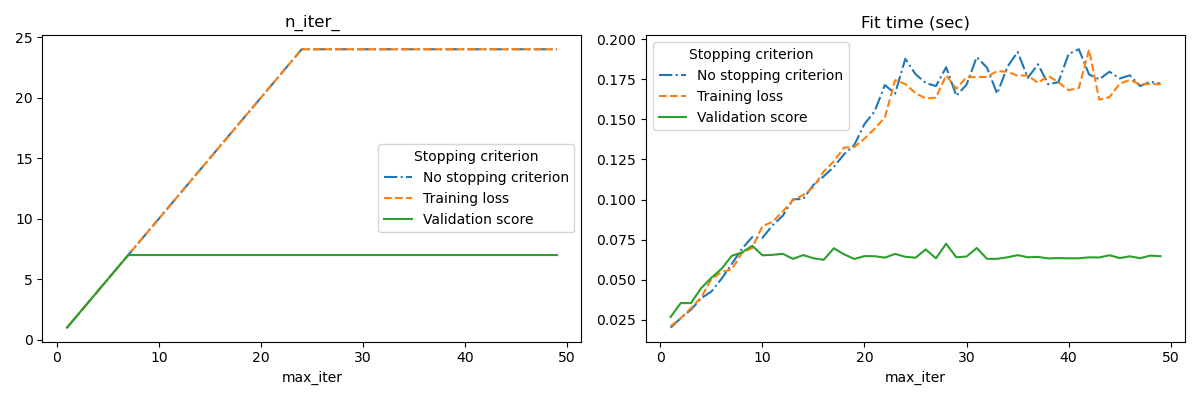 n_iter_
25
20
15
10
5
0
Stopping criterion
No stopping criterion
Training loss
Validation score
0 10 20 30 40 50
max_iter
Fit time (sec)
0.200
0.175
0.150
0.125
0.100
0.075
0.050
0.025
Stopping criterion
No stopping criterion
Training loss
Validation score
0 10 20 30 40 50
max_iter